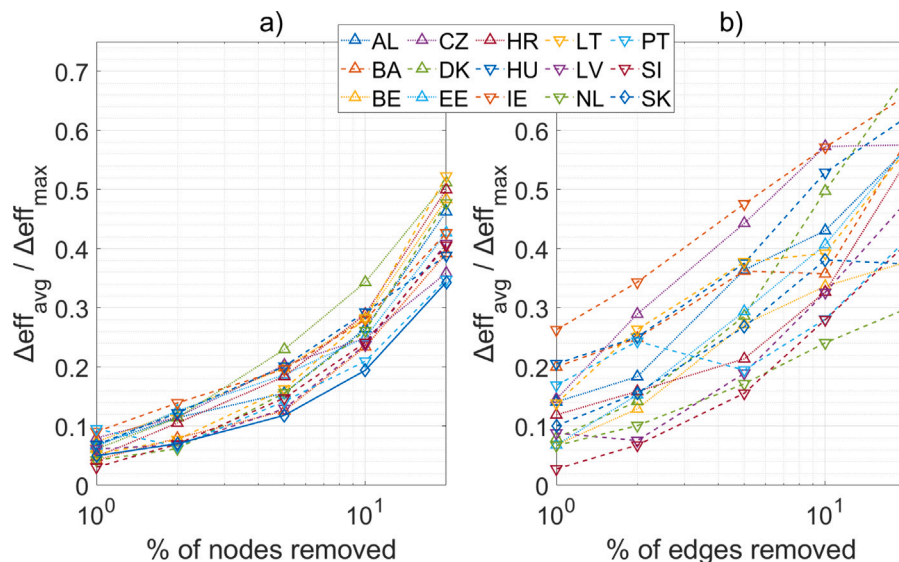 a)
b)
AL CZ HR LT PT
BA DK HU LV SI
BE EE IE NL SK
0.7
0.6
0.5
0.4
0.3
0.2
0.1
0
Δeff_avg / Δeff_max
10^0
10^1
% of nodes removed
0.7
0.6
0.5
0.4
0.3
0.2
0.1
0
Δeff_avg / Δeff_max
10^0
10^1
% of edges removed